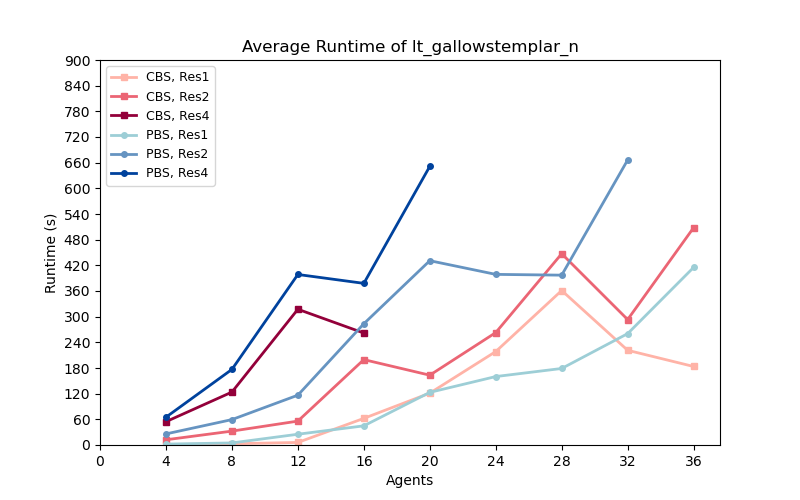 Average Runtime of lt_gallowstemplar_n
900
840
780
720
660
600
540
480
420
360
300
240
180
120
60
0
Runtime (s)
CBS, Res1
CBS, Res2
CBS, Res4
PBS, Res1
PBS, Res2
PBS, Res4
0 4 8 12 16 20 24 28 32 36
Agents